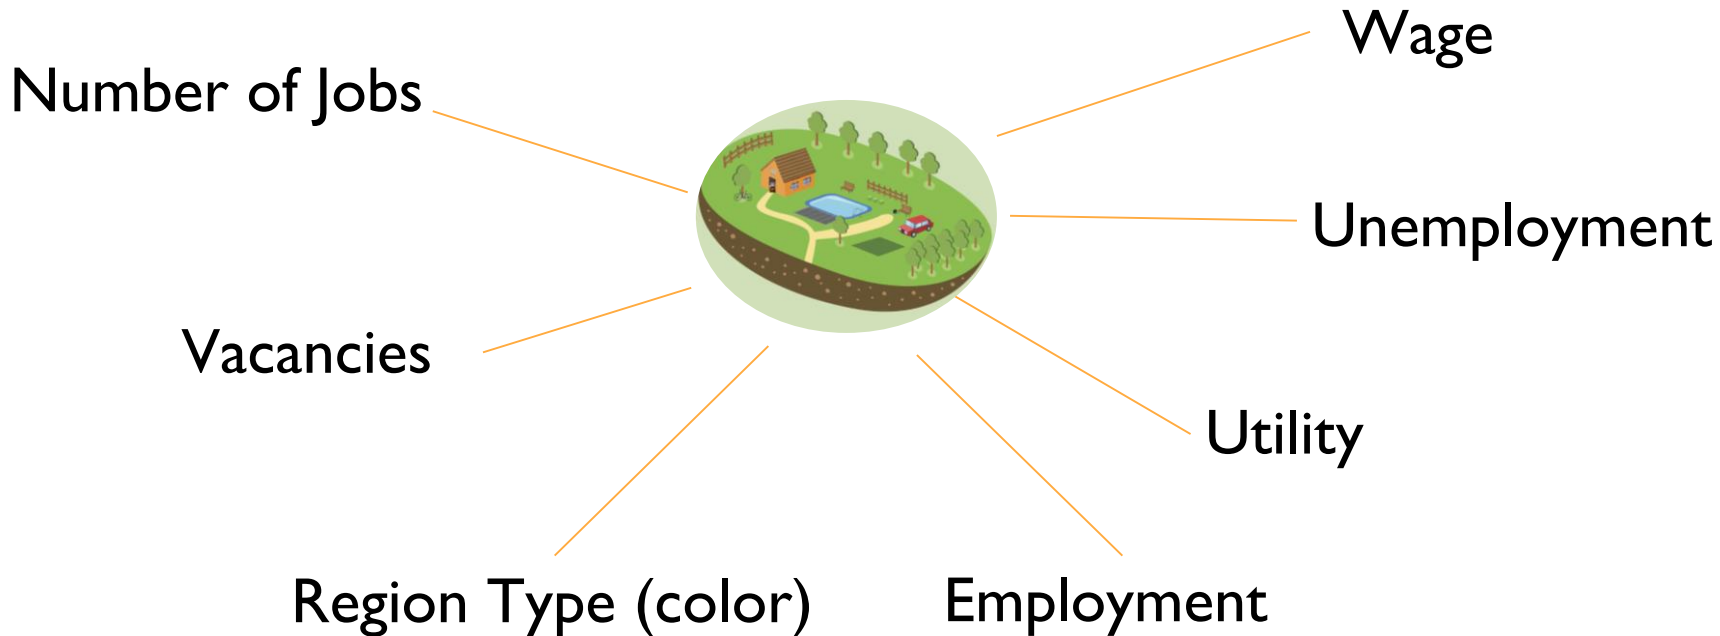 Wage
Number of Jobs
Unemployment
Vacancies
Utility
Region Type (color)
Employment